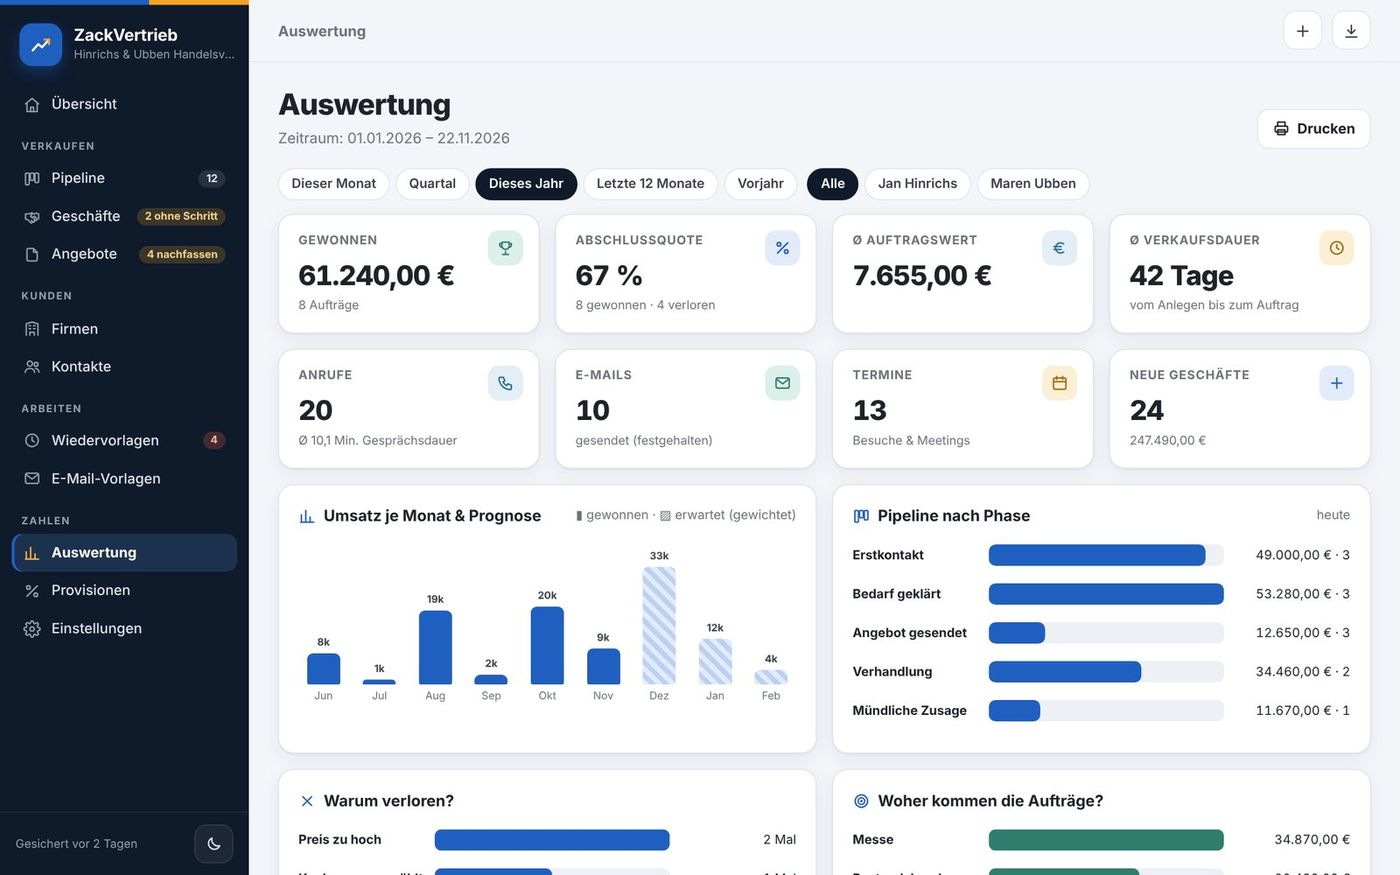 ZackVertrieb
Hinrichs & Ubben Handelsv...
Übersicht
VERKAUFEN
Pipeline 12
Geschäfte 2 ohne Schritt
Angebote 4 nachfassen
KUNDEN
Firmen
Kontakte
ARBEITEN
Wiedervorlagen 4
E-Mail-Vorlagen
ZAHLEN
Auswertung
Provisionen
Einstellungen
Gesichert vor 2 Tagen
Auswertung
Auswertung
Zeitraum: 01.01.2026 – 22.11.2026
Drucken
Dieser Monat Quartal Dieses Jahr Letzte 12 Monate Vorjahr Alle Jan Hinrichs Maren Ubben
GEWONNEN
61.240,00 €
8 Aufträge
ABSCHLUSSQUOTE
67 %
8 gewonnen · 4 verloren
Ø AUFTRAGSWERT
7.655,00 €
Ø VERKAUFSDAUER
42 Tage
vom Anlegen bis zum Auftrag
ANRUFE
20
Ø 10,1 Min. Gesprächsdauer
E-MAILS
10
gesendet (festgehalten)
TERMINE
13
Besuche & Meetings
NEUE GESCHÄFTE
24
247.490,00 €
Umsatz je Monat & Prognose
▮ gewonnen · ▨ erwartet (gewichtet)
8k 1k 19k 2k 20k 9k 33k 12k 4k
Jun Jul Aug Sep Okt Nov Dez Jan Feb
Pipeline nach Phase heute
Erstkontakt 49.000,00 € · 3
Bedarf geklärt 53.280,00 € · 3
Angebot gesendet 12.650,00 € · 3
Verhandlung 34.460,00 € · 2
Mündliche Zusage 11.670,00 € · 1
Warum verloren?
Preis zu hoch 2 Mal
Woher kommen die Aufträge?
Messe 34.870,00 €